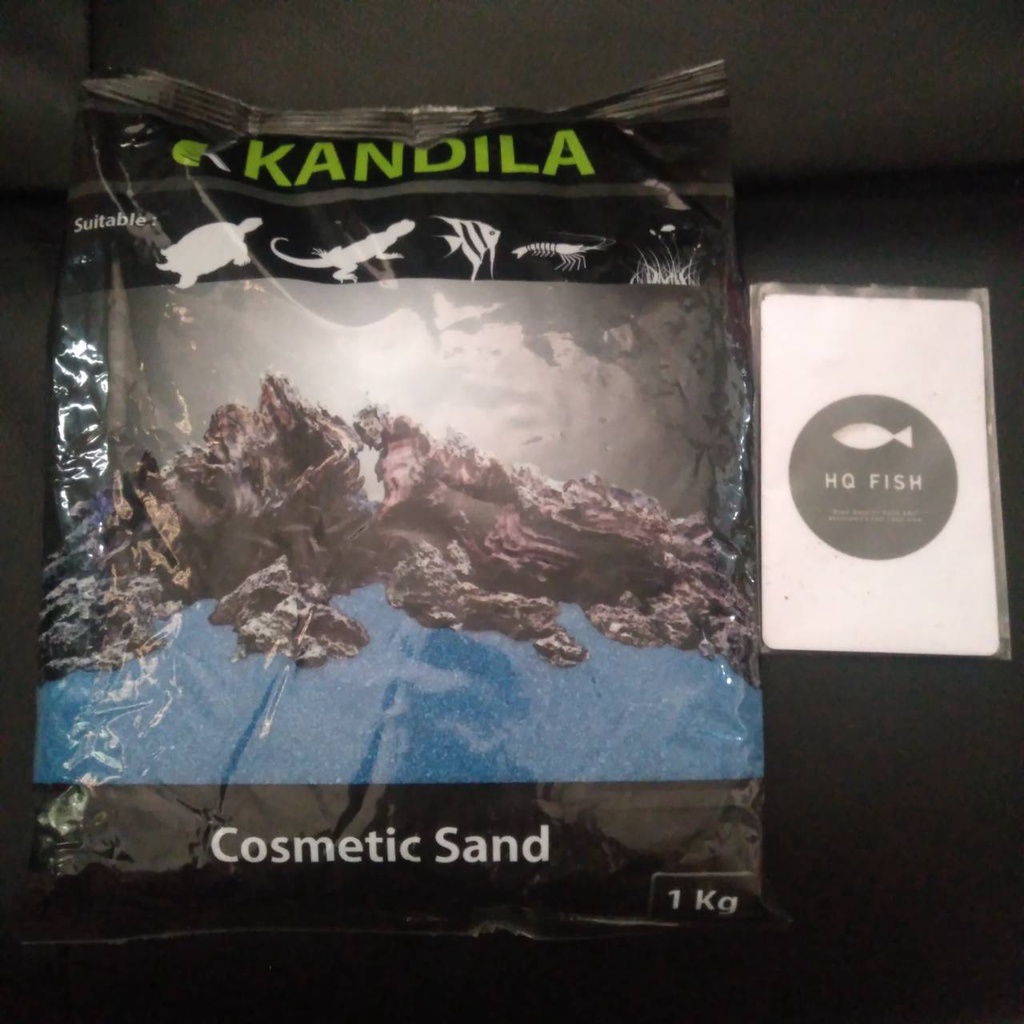 KANDILA
Suitable :
Cosmetic Sand
1 Kg
HQ FISH